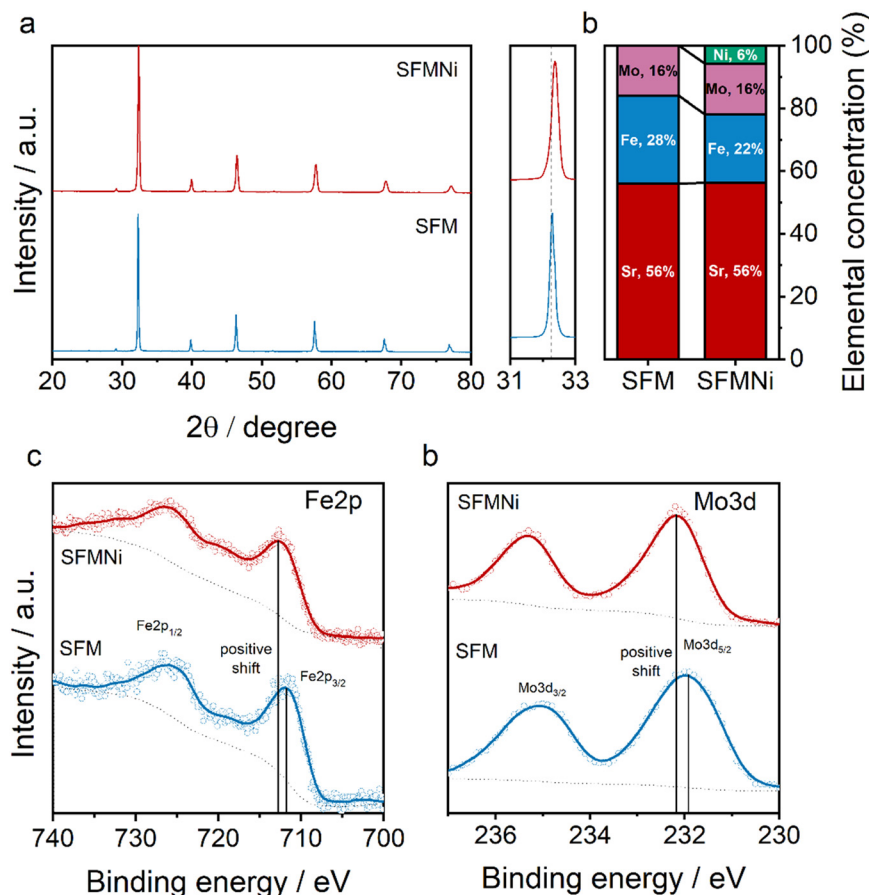 a
b
Intensity / a.u.
SFMNi
SFM
20 30 40 50 60 70 80
31 33
2θ / degree
Ni, 6%
Mo, 16%
Mo, 16%
Fe, 28%
Fe, 22%
Sr, 56%
Sr, 56%
SFM
SFMNi
100
80
60
40
20
0
Elemental concentration (%)
c
b
Intensity / a.u.
Fe2p
SFMNi
Fe2p1/2
SFM
positive
shift
Fe2p3/2
740 730 720 710 700
Binding energy / eV
Mo3d
SFMNi
SFM
positive
shift
Mo3d5/2
Mo3d3/2
236 234 232 230
Binding energy / eV